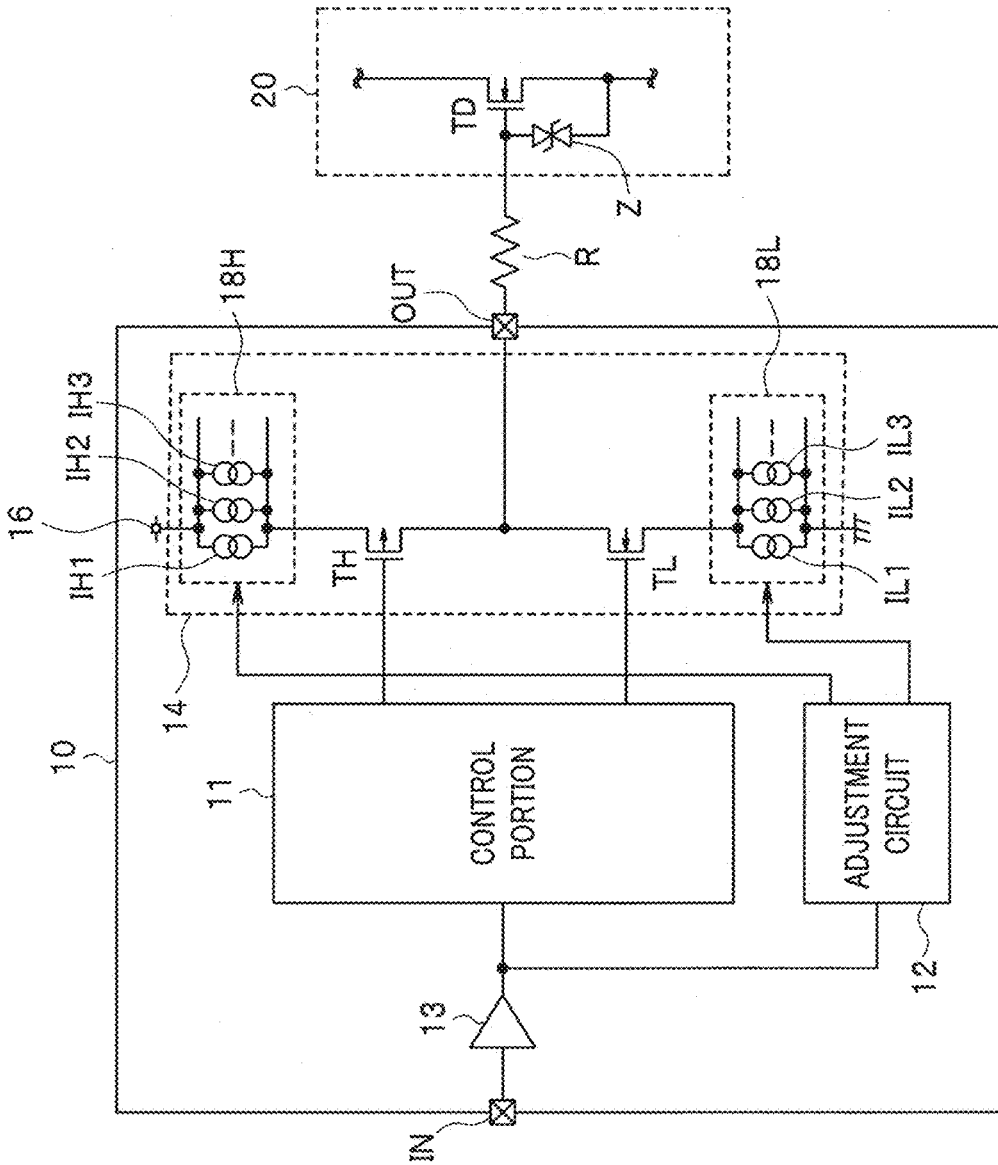 10
14
16
IH1
IH2
IH3
18H
OUT
20
TD
Z
R
TH
TL
11
CONTROL
PORTION
18L
IL1
IL2
IL3
ADJUSTMENT
CIRCUIT
12
13
IN